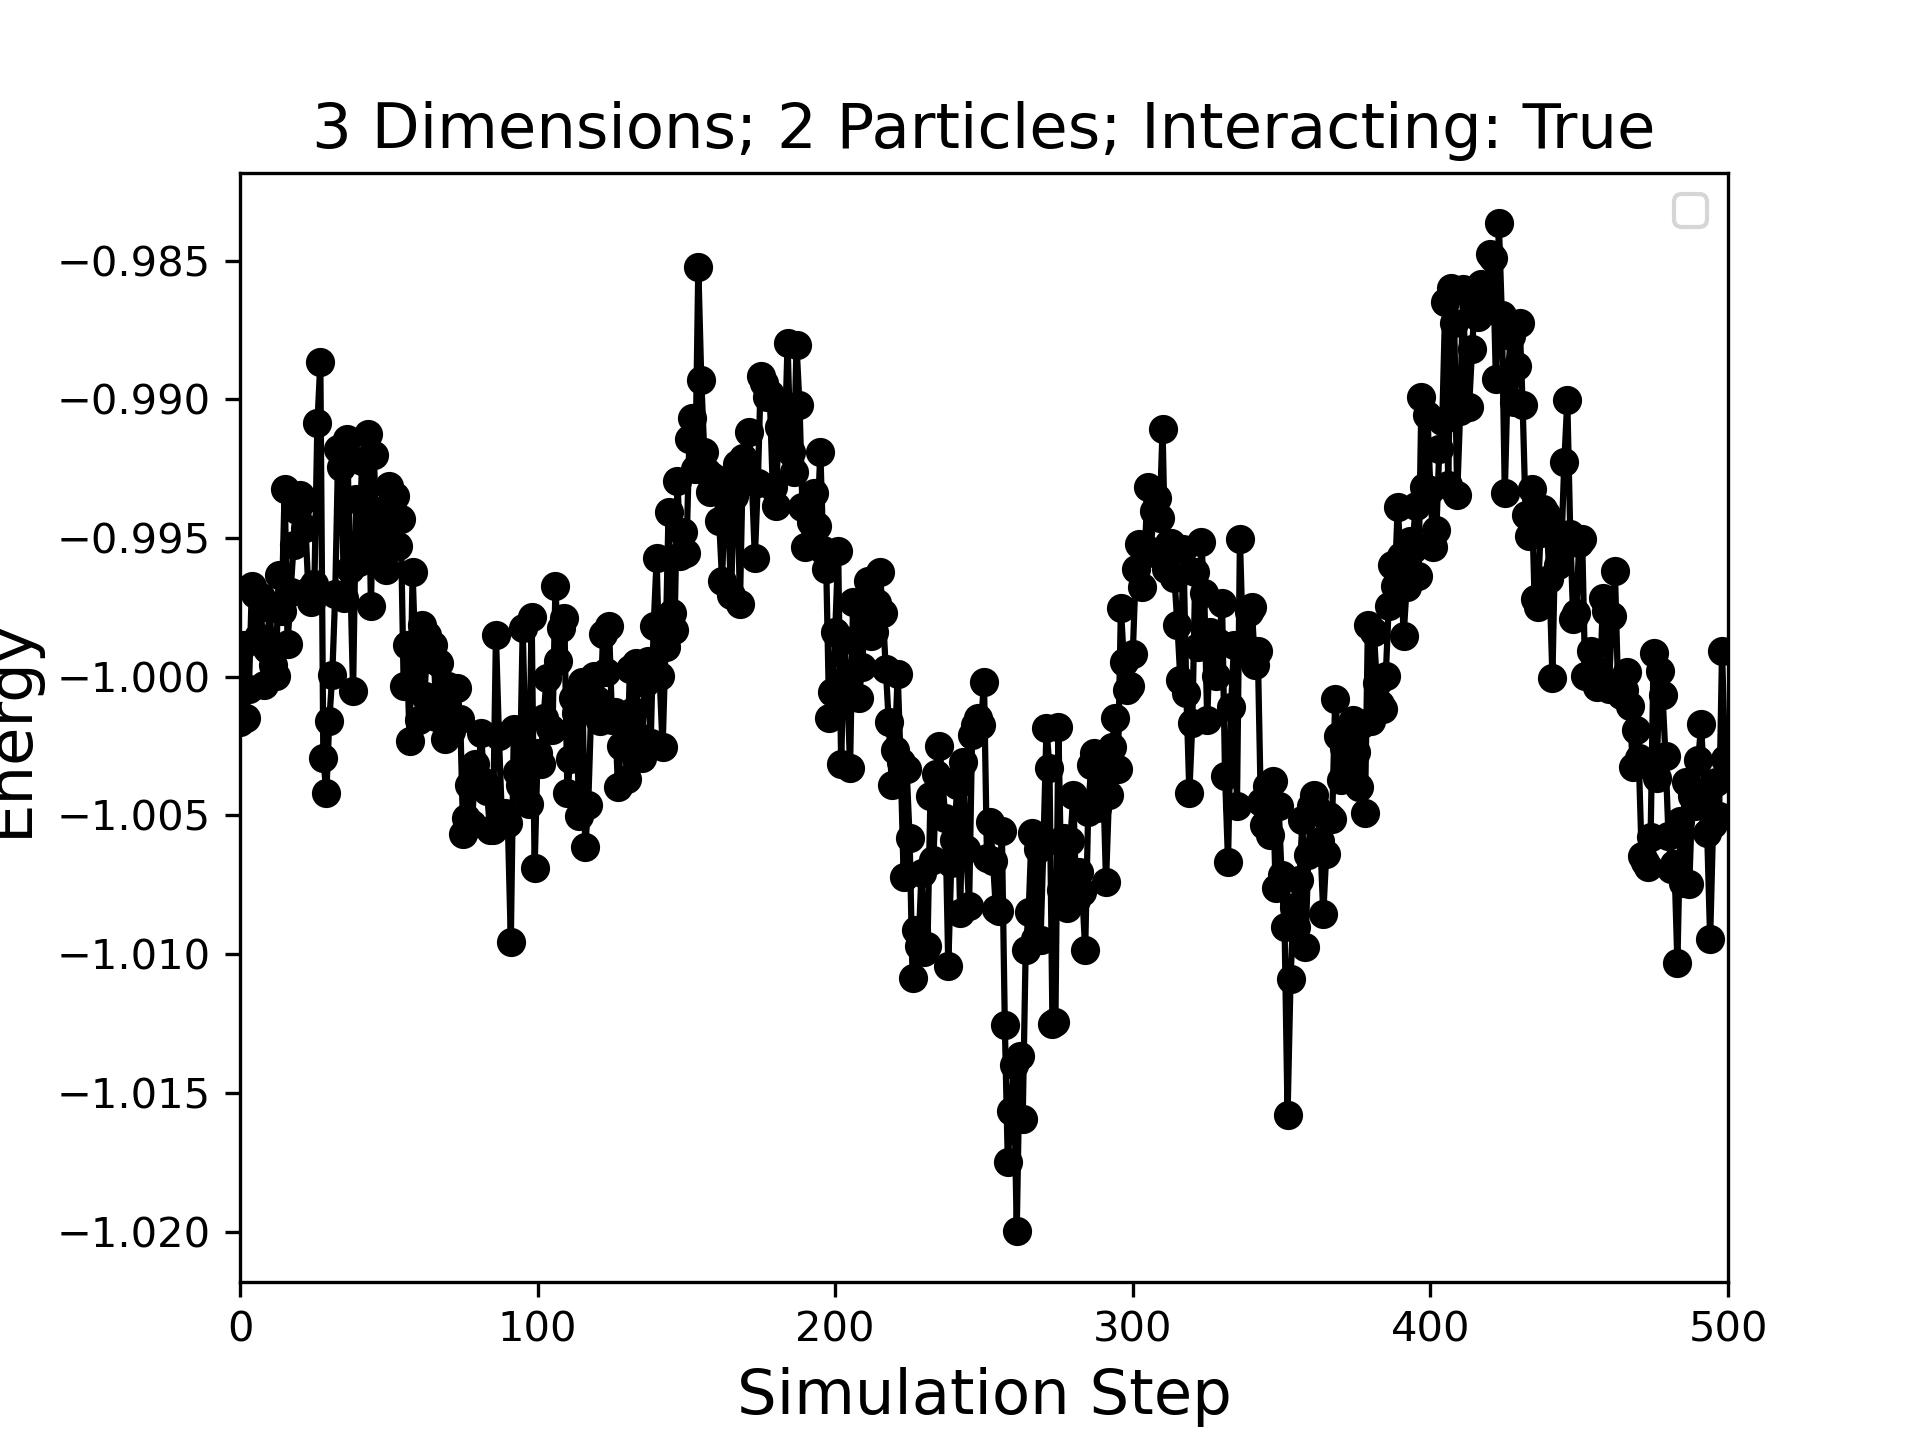 3 Dimensions; 2 Particles; Interacting: True
−0.985
−0.990
−0.995
−1.000
−1.005
−1.010
−1.015
−1.020
Energy
0 100 200 300 400 500
Simulation Step